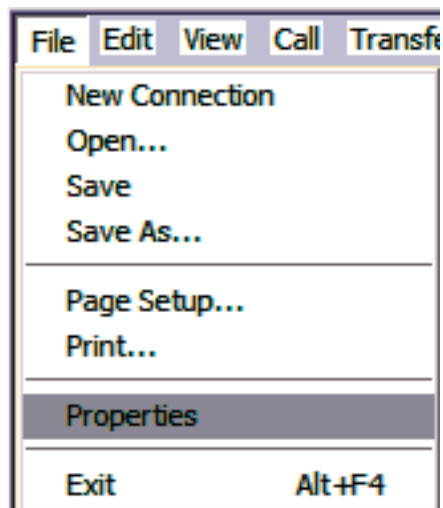 File Edit View Call
New Connection
Open...
Save
Save As...
Page Setup...
Print...
Properties
Exit Alt+F4